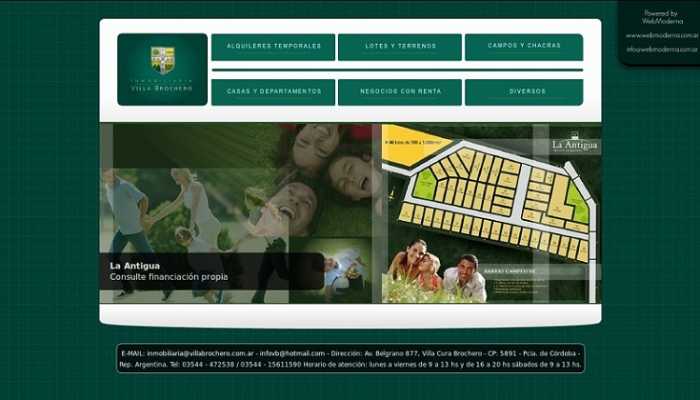 Powered by
WebModerna
www.webmoderna.com.ar
info@webmoderna.com.ar
INMOBILIARIA
VILLA BROCHERO
ALQUILERES TEMPORALES
LOTES Y TERRENOS
CAMPOS Y CHACRAS
CASAS Y DEPARTAMENTOS
NEGOCIOS CON RENTA
DIVERSOS
La Antigua
BARRIO CAMPESTRE
La Antigua
Consulte financiación propia
E-MAIL: inmobiliaria@villabrochero.com.ar - infovb@hotmail.com - Dirección: Av. Belgrano 877, Villa Cura Brochero - CP: 5891 - Pcia. de Córdoba -
Rep. Argentina. Tel: 03544 - 472538 / 03544 - 15611590 Horario de atención: lunes a viernes de 9 a 13 hs y de 16 a 20 hs sábados de 9 a 13 hs.